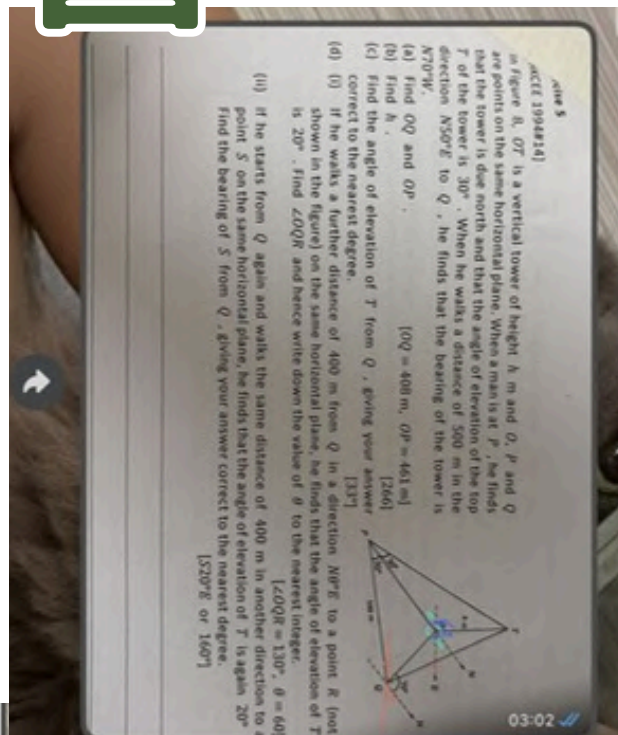 cise 5
KCEE 1994#14]
In Figure 8, OT is a vertical tower of height h m and O, P and Q
are points on the same horizontal plane. When a man is at P, he finds
that the tower is due north and that the angle of elevation of the top
T of the tower is 30°. When he walks a distance of 500 m in the
direction N50°E to Q, he finds that the bearing of the tower is
N70°W.
(a) Find OQ and OP. [OQ = 408 m, OP = 461 m]
(b) Find h. [266]
(c) Find the angle of elevation of T from Q, giving your answer
correct to the nearest degree. [33°]
(d) (i) If he walks a further distance of 400 m from Q in a direction Nθ°E to a point R (not
shown in the figure) on the same horizontal plane, he finds that the angle of elevation of T
is 20°. Find ∠OQR and hence write down the value of θ to the nearest integer.
[∠OQR = 130°, θ = 60]
(ii) If he starts from Q again and walks the same distance of 400 m in another direction to a
point S on the same horizontal plane, he finds that the angle of elevation of T is again 20°
Find the bearing of S from Q, giving your answer correct to the nearest degree.
[S20°E or 160°]
T
P
Q
03:02